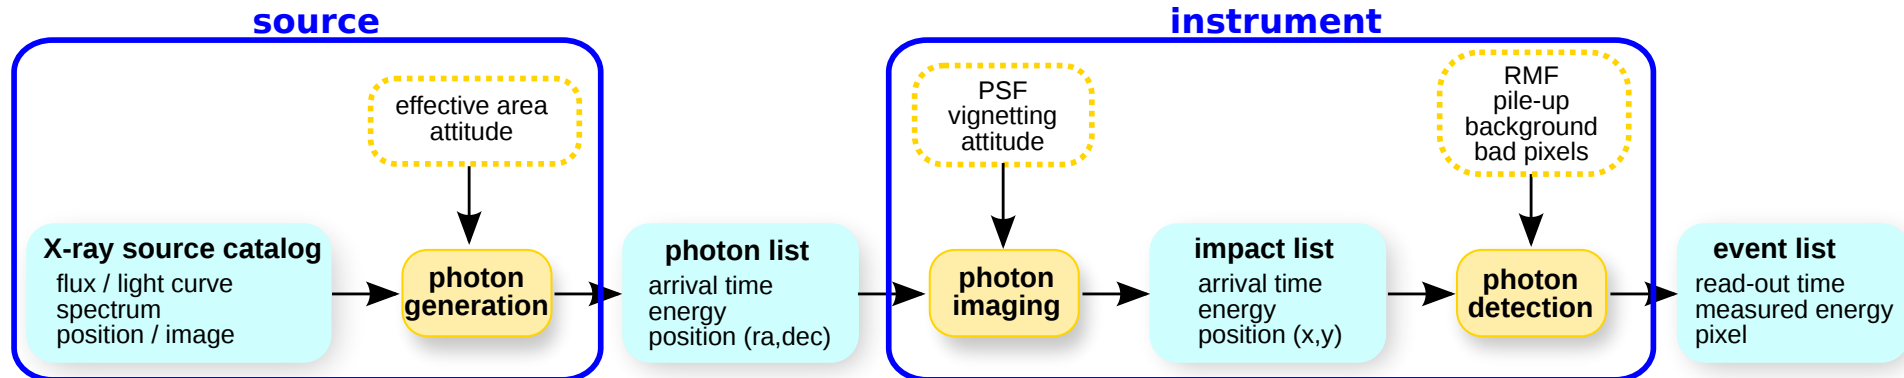 source
instrument
effective area
attitude
PSF
vignetting
attitude
RMF
pile-up
background
bad pixels
X-ray source catalog
flux / light curve
spectrum
position / image
photon
generation
photon list
arrival time
energy
position (ra,dec)
photon
imaging
impact list
arrival time
energy
position (x,y)
photon
detection
event list
read-out time
measured energy
pixel